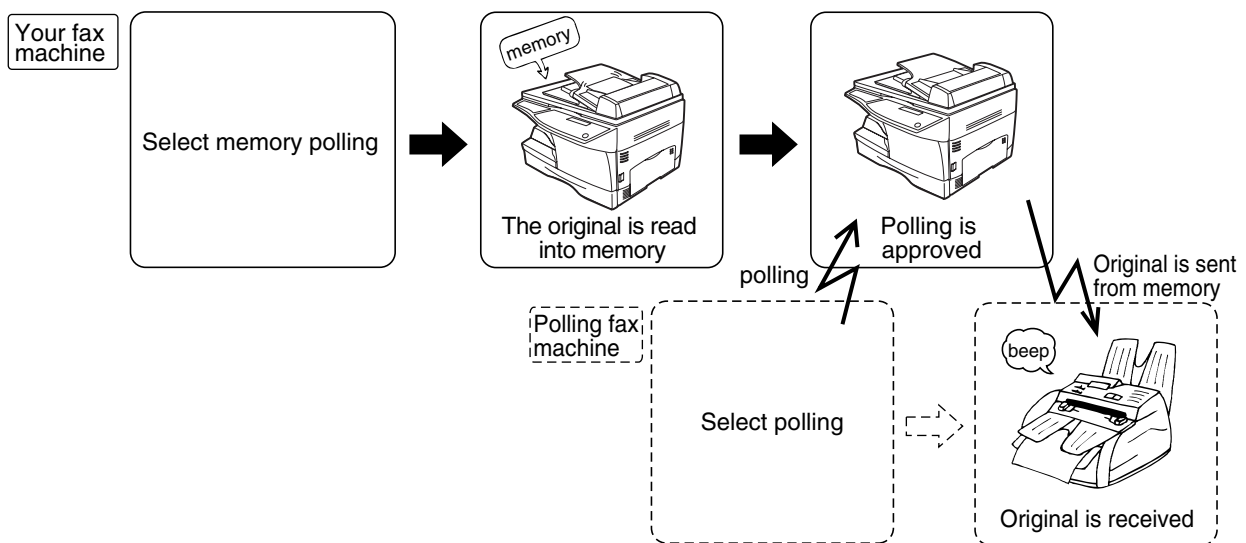 Your fax
machine
Select memory polling
memory
The original is read
into memory
Polling is
approved
polling
Original is sent
from memory
Polling fax
machine
Select polling
beep
Original is received